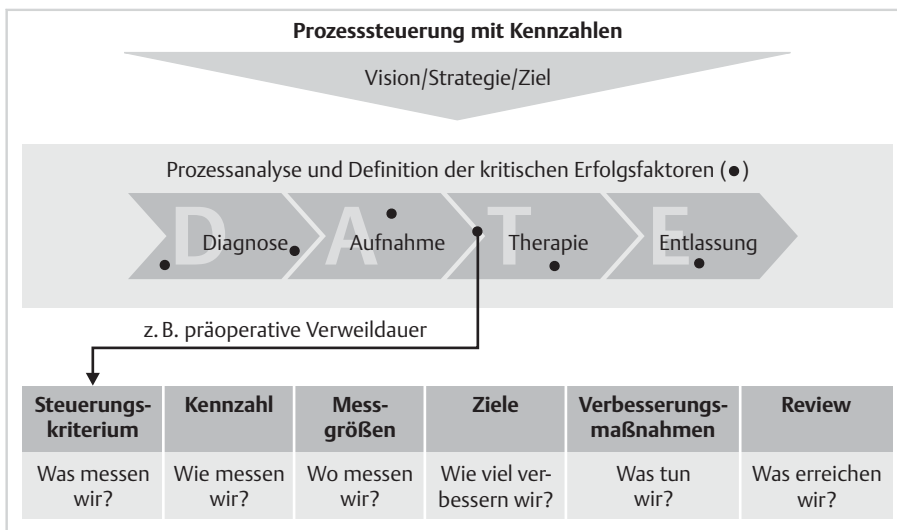 Prozesssteuerung mit Kennzahlen
Vision/Strategie/Ziel
Prozessanalyse und Definition der kritischen Erfolgsfaktoren (●)
D Diagnose A Aufnahme T Therapie E Entlassung
z. B. präoperative Verweildauer
Steuerungs-
kriterium
Kennzahl
Mess-
größen
Ziele
Verbesserungs-
maßnahmen
Review
Was messen
wir?
Wie messen
wir?
Wo messen
wir?
Wie viel ver-
bessern wir?
Was tun
wir?
Was erreichen
wir?